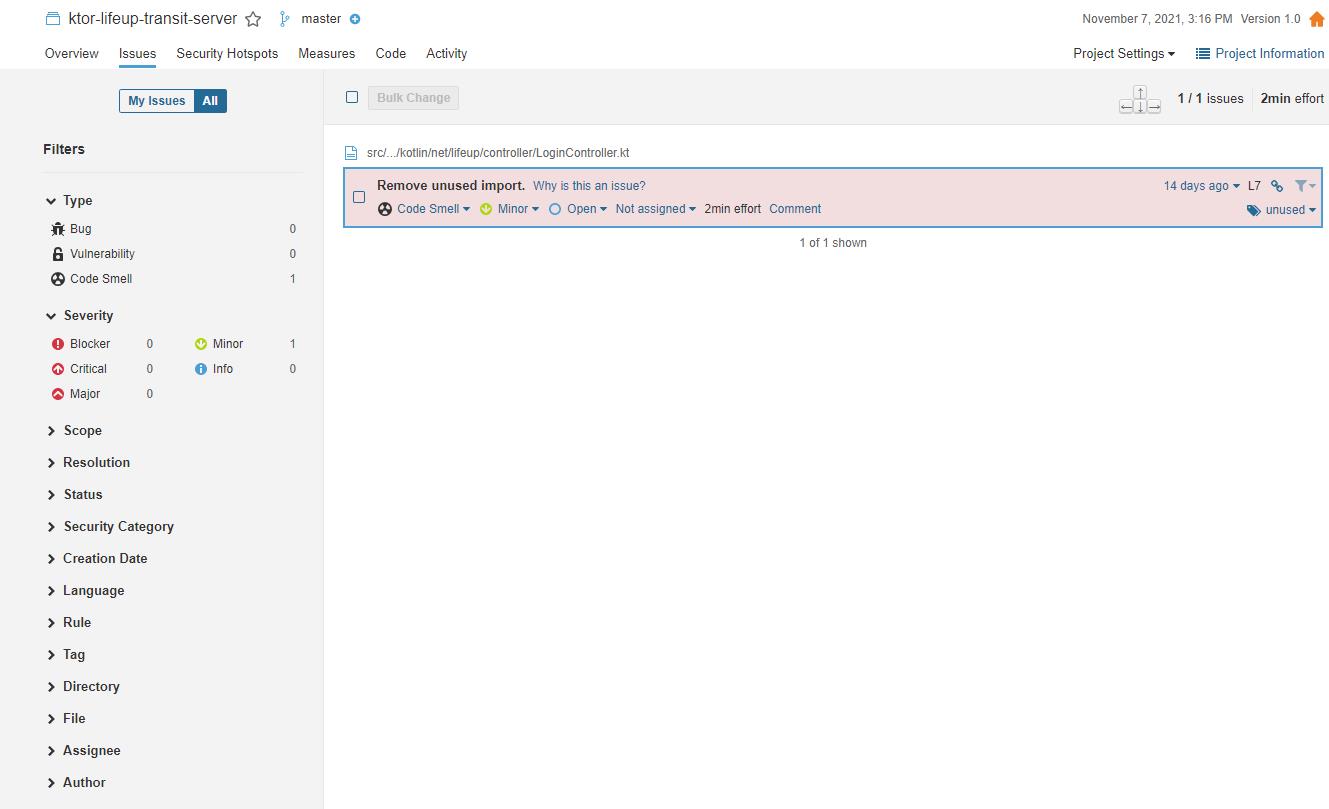 ktor-lifeup-transit-server master November 7, 2021, 3:16 PM Version 1.0
Overview Issues Security Hotspots Measures Code Activity Project Settings Project Information
My Issues All
Bulk Change
1 / 1 issues 2min effort
Filters
src/.../kotlin/net/lifeup/controller/LoginController.kt
Remove unused import. Why is this an issue? 14 days ago L7
Code Smell Minor Open Not assigned 2min effort Comment unused
1 of 1 shown
Type
Bug 0
Vulnerability 0
Code Smell 1
Severity
Blocker 0 Minor 1
Critical 0 Info 0
Major 0
Scope
Resolution
Status
Security Category
Creation Date
Language
Rule
Tag
Directory
File
Assignee
Author